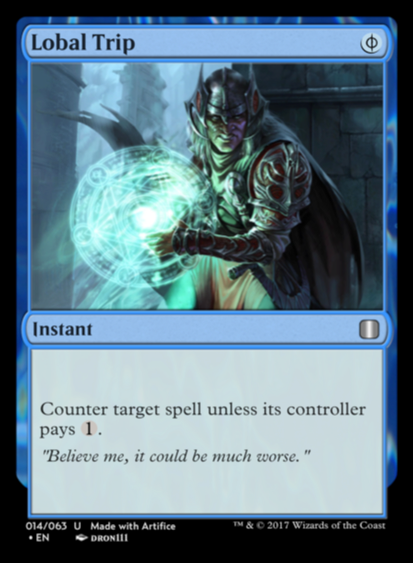 Lobal Trip
Instant
Counter target spell unless its controller
pays 1.
"Believe me, it could be much worse."
014/063 U Made with Artifice
™ & © 2017 Wizards of the Coast
• EN DRONIII